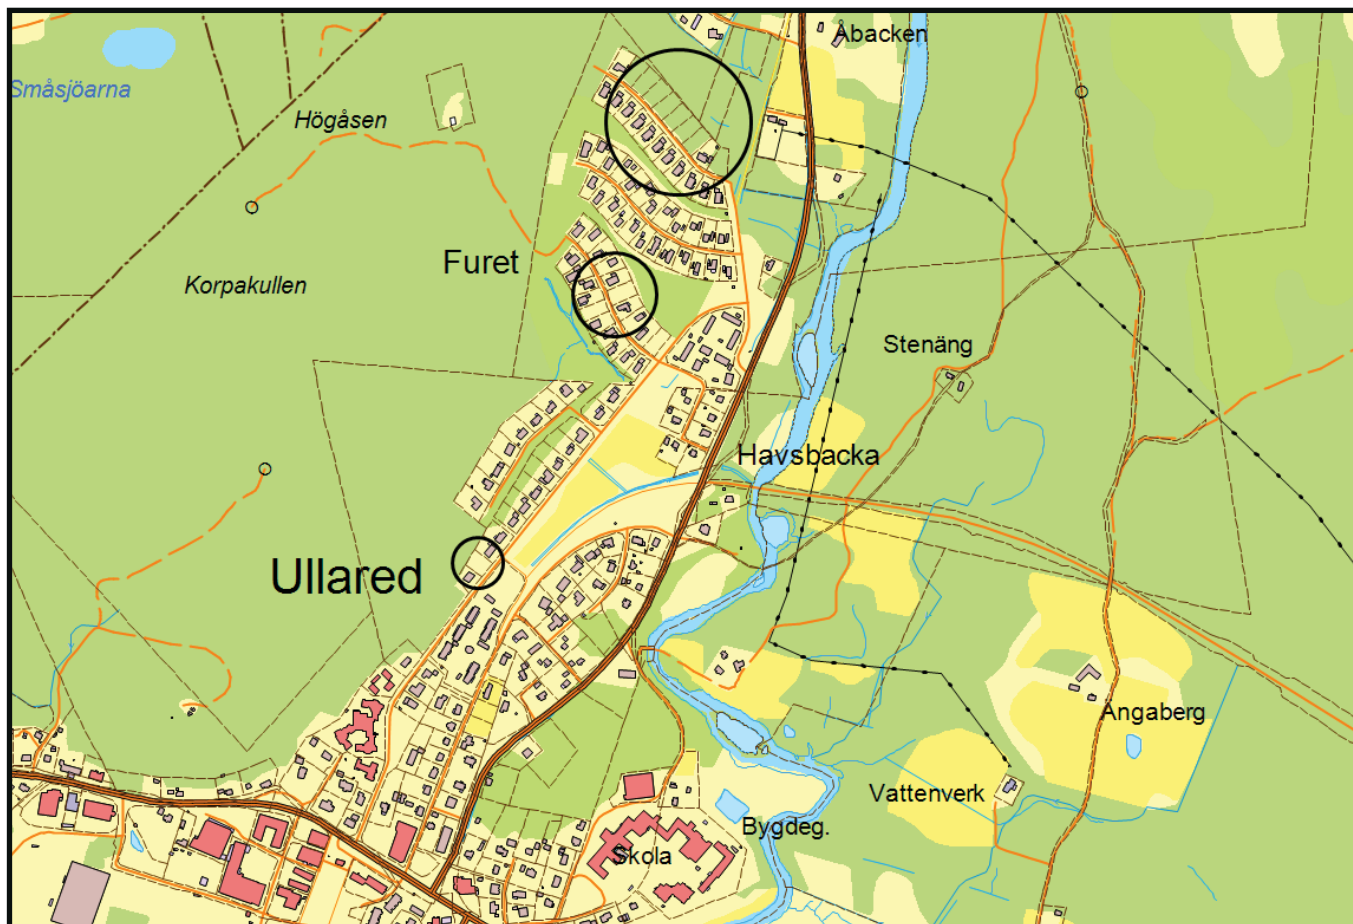 Åbacken
Småsjöarna
Högåsen
Furet
Korpakullen
Stenäng
Havsbacka
Ullared
Ängaberg
Vattenverk
Bygdeg.
Skola